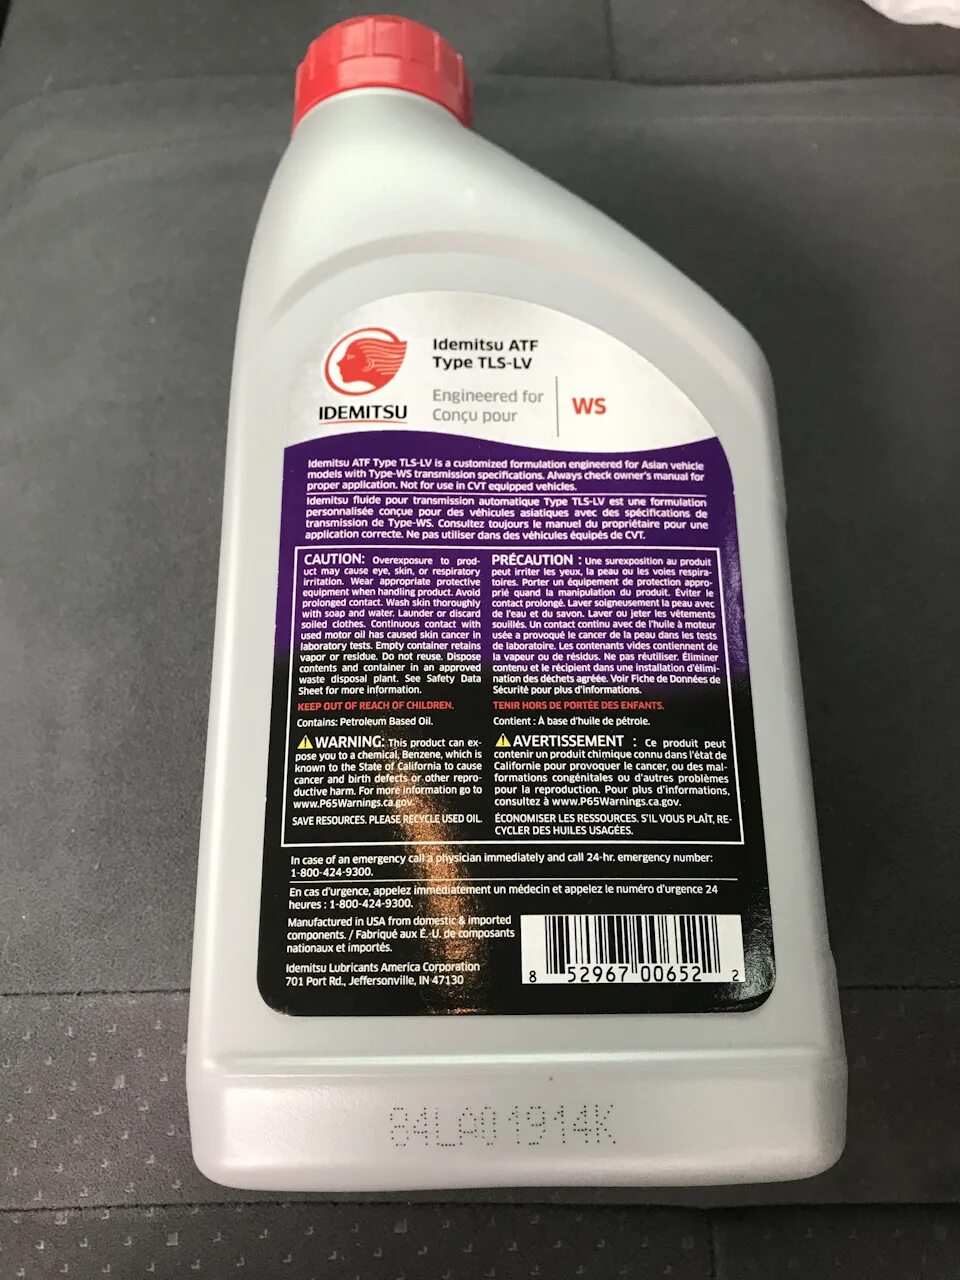 Idemitsu ATF
Type TLS-LV
Engineered for
Conçu pour
WS
IDEMITSU
Idemitsu ATF Type TLS-LV is a customized formulation engineered for Asian vehicle
models with Type-WS transmission specifications. Always check owner's manual for
proper application. Not for use in CVT equipped vehicles.
Idemitsu fluide pour transmission automatique Type TLS-LV est une formulation
personnalisée conçue pour des véhicules asiatiques avec des spécifications de
transmission de Type-WS. Consultez toujours le manuel du propriétaire pour une
application correcte. Ne pas utiliser dans des véhicules équipés de CVT.
CAUTION: Overexposure to prod-
uct may cause eye, skin, or respiratory
irritation. Wear appropriate protective
equipment when handling product. Avoid
prolonged contact. Wash skin thoroughly
with soap and water. Launder or discard
soiled clothes. Continuous contact with
used motor oil has caused skin cancer in
laboratory tests. Empty container retains
vapor or residue. Do not reuse. Dispose
contents and container in an approved
waste disposal plant. See Safety Data
Sheet for more information.
KEEP OUT OF REACH OF CHILDREN.
Contains: Petroleum Based Oil.
WARNING: This product can ex-
pose you to a chemical, Benzene, which is
known to the State of California to cause
cancer and birth defects or other repro-
ductive harm. For more information go to
www.P65Warnings.ca.gov.
SAVE RESOURCES. PLEASE RECYCLE USED OIL.
PRÉCAUTION : Une surexposition au produit
peut irriter les yeux, la peau ou les voies respira-
toires. Porter un équipement de protection appro-
prié quand la manipulation du produit. Éviter le
contact prolongé. Laver soigneusement la peau avec
de l'eau et du savon. Laver ou jeter les vêtements
souillés. Un contact continu avec de l'huile à moteur
usée a provoqué le cancer de la peau dans les tests
de laboratoire. Les contenants vides contiennent de
la vapeur ou de résidus. Ne pas réutiliser. Éliminer
contenu et le récipient dans une installation d'élimi-
nation des déchets agréée. Voir Fiche de Données de
Sécurité pour plus d'informations.
TENIR HORS DE PORTÉE DES ENFANTS.
Contient : À base d'huile de pétrole.
AVERTISSEMENT : Ce produit peut
contenir un produit chimique connu dans l'état de
Californie pour provoquer le cancer, ou des mal-
formations congénitales ou d'autres problèmes
pour la reproduction. Pour plus d'informations,
consultez à www.P65Warnings.ca.gov.
ÉCONOMISER LES RESSOURCES. S'IL VOUS PLAÎT, RE-
CYCLER DES HUILES USAGÉES.
In case of an emergency call a physician immediately and call 24-hr. emergency number:
1-800-424-9300.
En cas d'urgence, appelez immédiatement un médecin et appelez le numéro d'urgence 24
heures : 1-800-424-9300.
Manufactured in USA from domestic & imported
components. / Fabriqué aux É.-U. de composants
nationaux et importés.
Idemitsu Lubricants America Corporation
701 Port Rd., Jeffersonville, IN 47130
8 52967 00652 2
84LA01914K